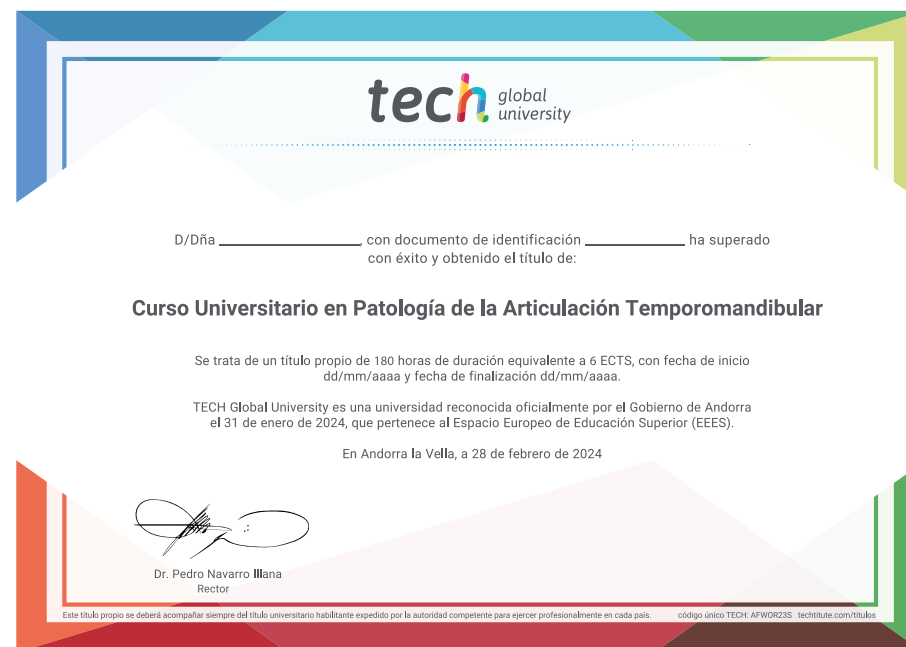 tech global university
D/Dña ____________________, con documento de identificación ______________ ha superado
con éxito y obtenido el título de:
Curso Universitario en Patología de la Articulación Temporomandibular
Se trata de un título propio de 180 horas de duración equivalente a 6 ECTS, con fecha de inicio
dd/mm/aaaa y fecha de finalización dd/mm/aaaa.
TECH Global University es una universidad reconocida oficialmente por el Gobierno de Andorra
el 31 de enero de 2024, que pertenece al Espacio Europeo de Educación Superior (EEES).
En Andorra la Vella, a 28 de febrero de 2024
Dr. Pedro Navarro Illana
Rector
Este título propio se deberá acompañar siempre del título universitario habilitante expedido por la autoridad competente para ejercer profesionalmente en cada país. código único TECH: AFWOR23S techtitute.com/titulos